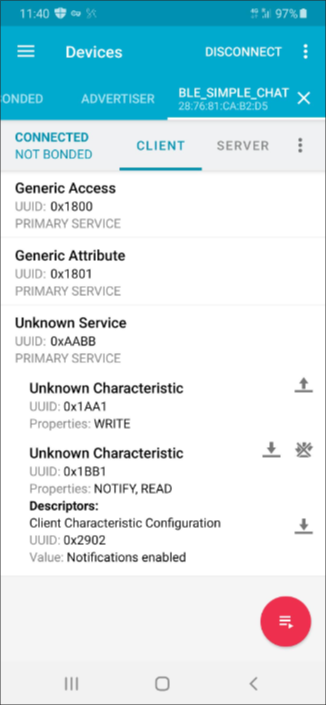 11:40 97%
Devices DISCONNECT
ONDED ADVERTISER BLE_SIMPLE_CHAT
28:76:81:CA:B2:D5
CONNECTED
NOT BONDED
CLIENT SERVER
Generic Access
UUID: 0x1800
PRIMARY SERVICE
Generic Attribute
UUID: 0x1801
PRIMARY SERVICE
Unknown Service
UUID: 0xAABB
PRIMARY SERVICE
Unknown Characteristic
UUID: 0x1AA1
Properties: WRITE
Unknown Characteristic
UUID: 0x1BB1
Properties: NOTIFY, READ
Descriptors:
Client Characteristic Configuration
UUID: 0x2902
Value: Notifications enabled